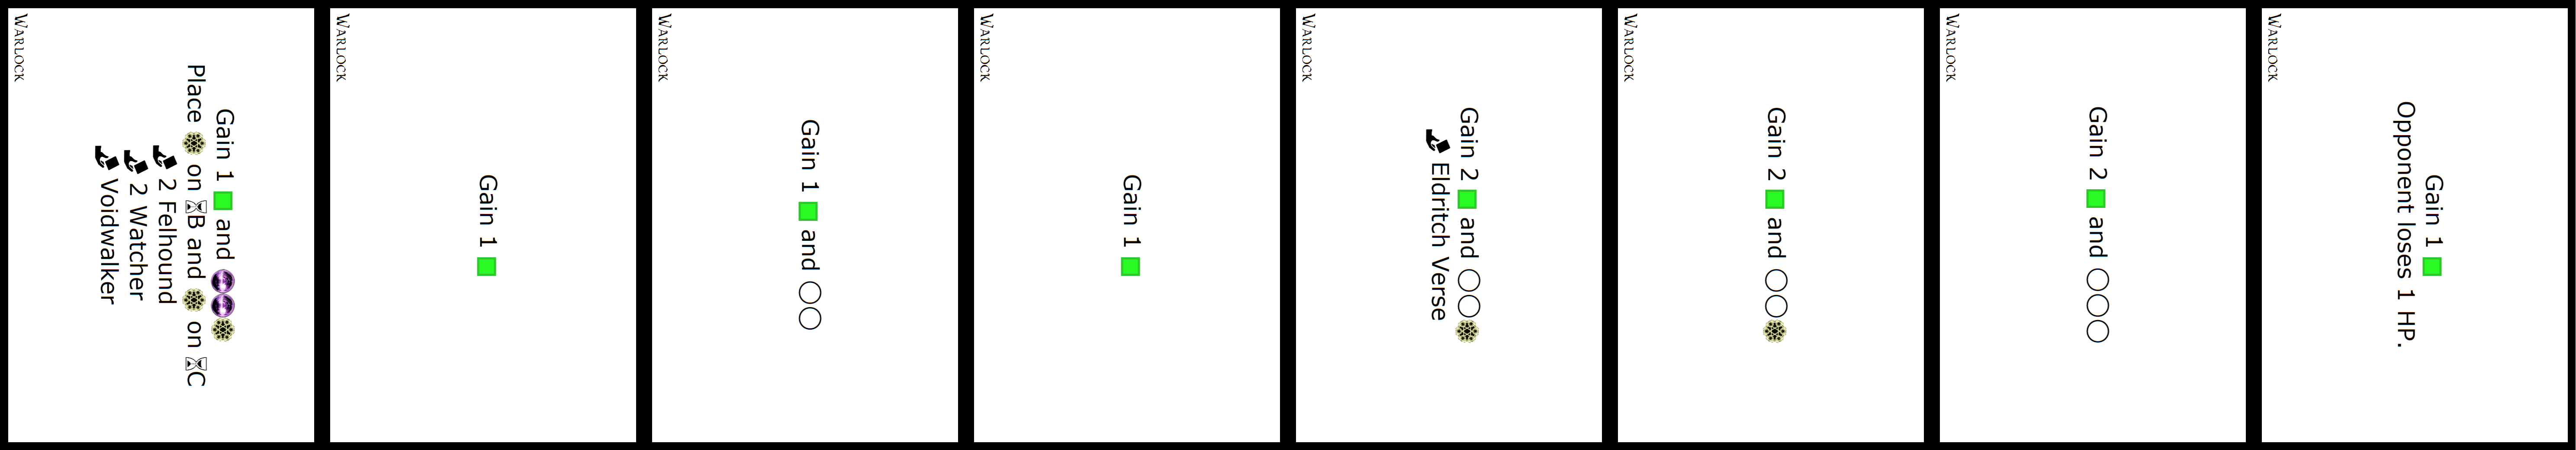 WARLOCK
Gain 1 and
Place on B and on C
2 Felhound
2 Watcher
Voidwalker
WARLOCK
Gain 1
WARLOCK
Gain 1 and
WARLOCK
Gain 1
WARLOCK
Gain 2 and
Eldritch Verse
WARLOCK
Gain 2 and
WARLOCK
Gain 2 and
WARLOCK
Gain 1
Opponent loses 1 HP.